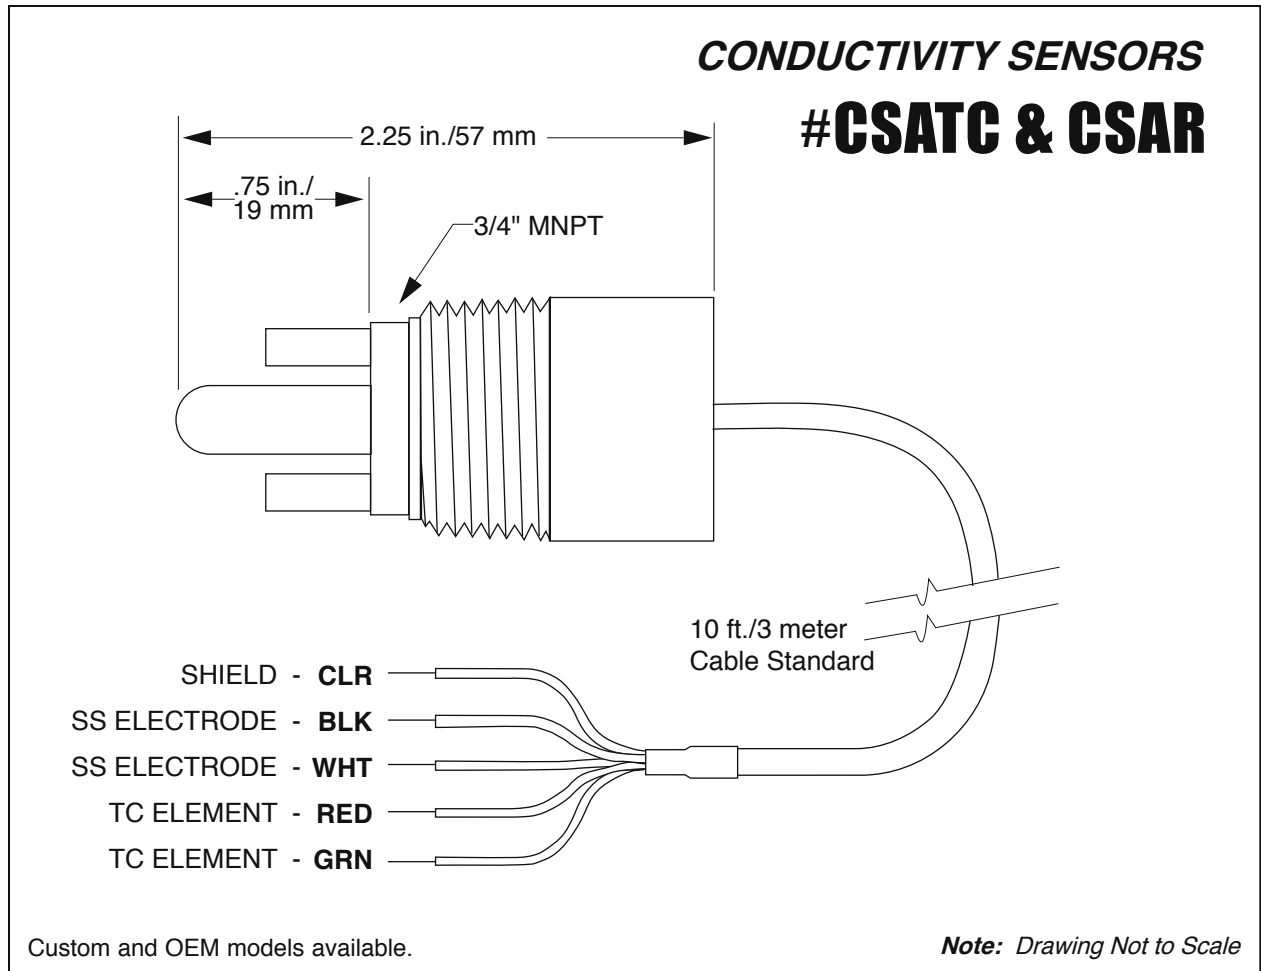 CONDUCTIVITY SENSORS
#CSATC & CSAR
2.25 in./57 mm
.75 in./
19 mm
3/4" MNPT
10 ft./3 meter
Cable Standard
SHIELD - CLR
SS ELECTRODE - BLK
SS ELECTRODE - WHT
TC ELEMENT - RED
TC ELEMENT - GRN
Custom and OEM models available.
Note: Drawing Not to Scale